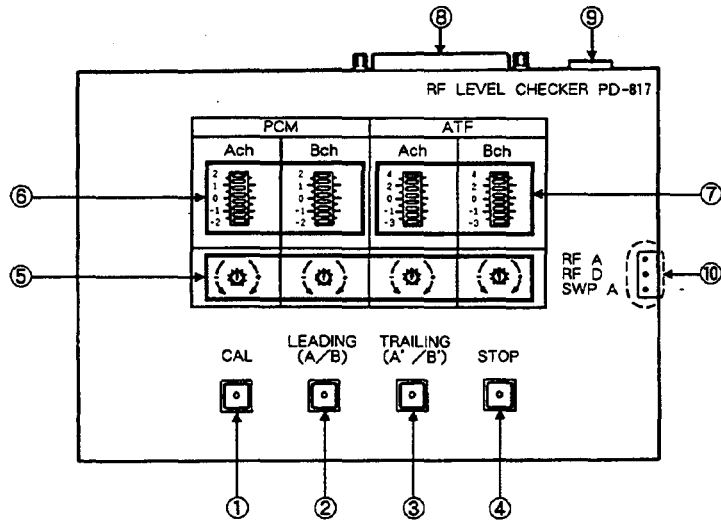 ⑧ ⑨
RF LEVEL CHECKER PD-817
PCM ATF
Ach Bch Ach Bch
2 2 4 4
1 1 2 2
0 0 0 0
-1 -1 -1 -1
-2 -2 -3 -3
⑥ ⑦
⑤
RF A
RF D
SWP A
⑩
CAL LEADING (A/B) TRAILING (A'/B') STOP
① ② ③ ④